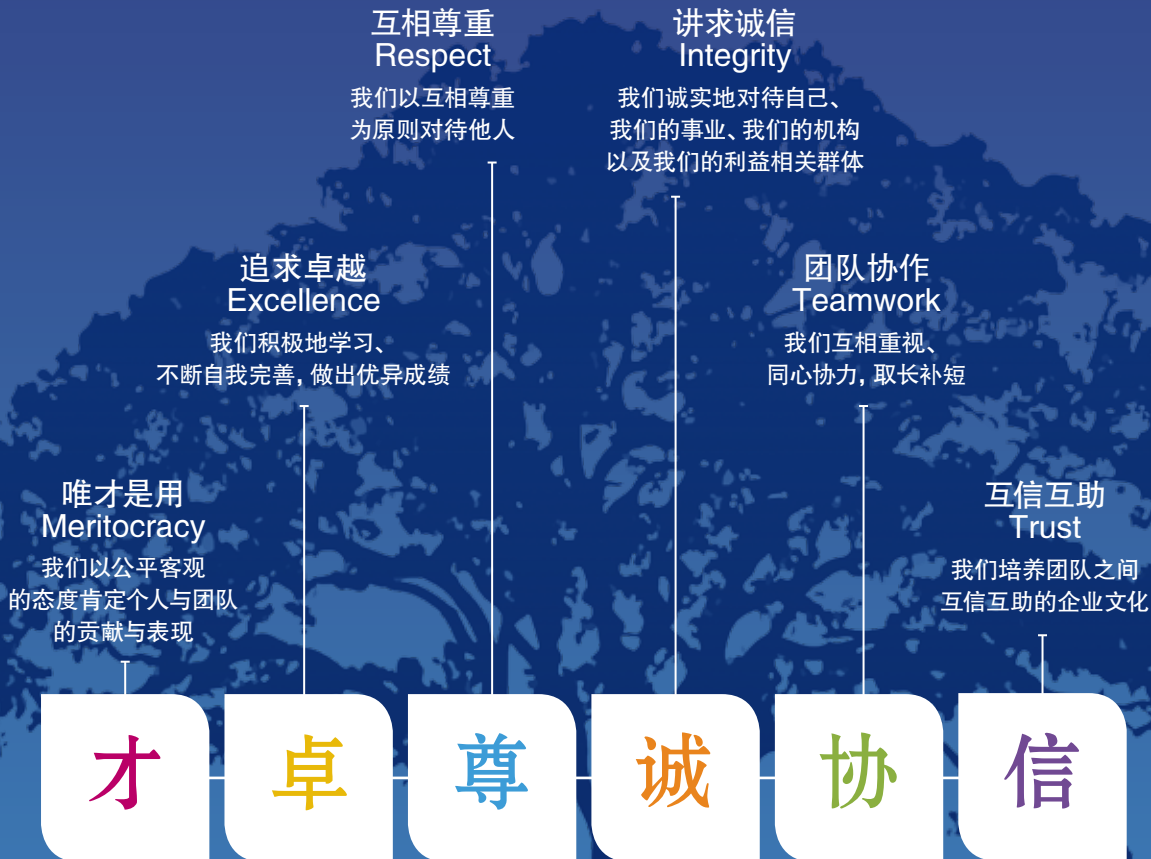 互相尊重
Respect
我们以互相尊重
为原则对待他人
讲求诚信
Integrity
我们诚实地对待自己、
我们的事业、我们的机构
以及我们的利益相关群体
追求卓越
Excellence
我们积极地学习、
不断自我完善，做出优异成绩
团队协作
Teamwork
我们互相重视、
同心协力，取长补短
唯才是用
Meritocracy
我们以公平客观
的态度肯定个人与团队
的贡献与表现
互信互助
Trust
我们培养团队之间
互信互助的企业文化
才
卓
尊
诚
协
信